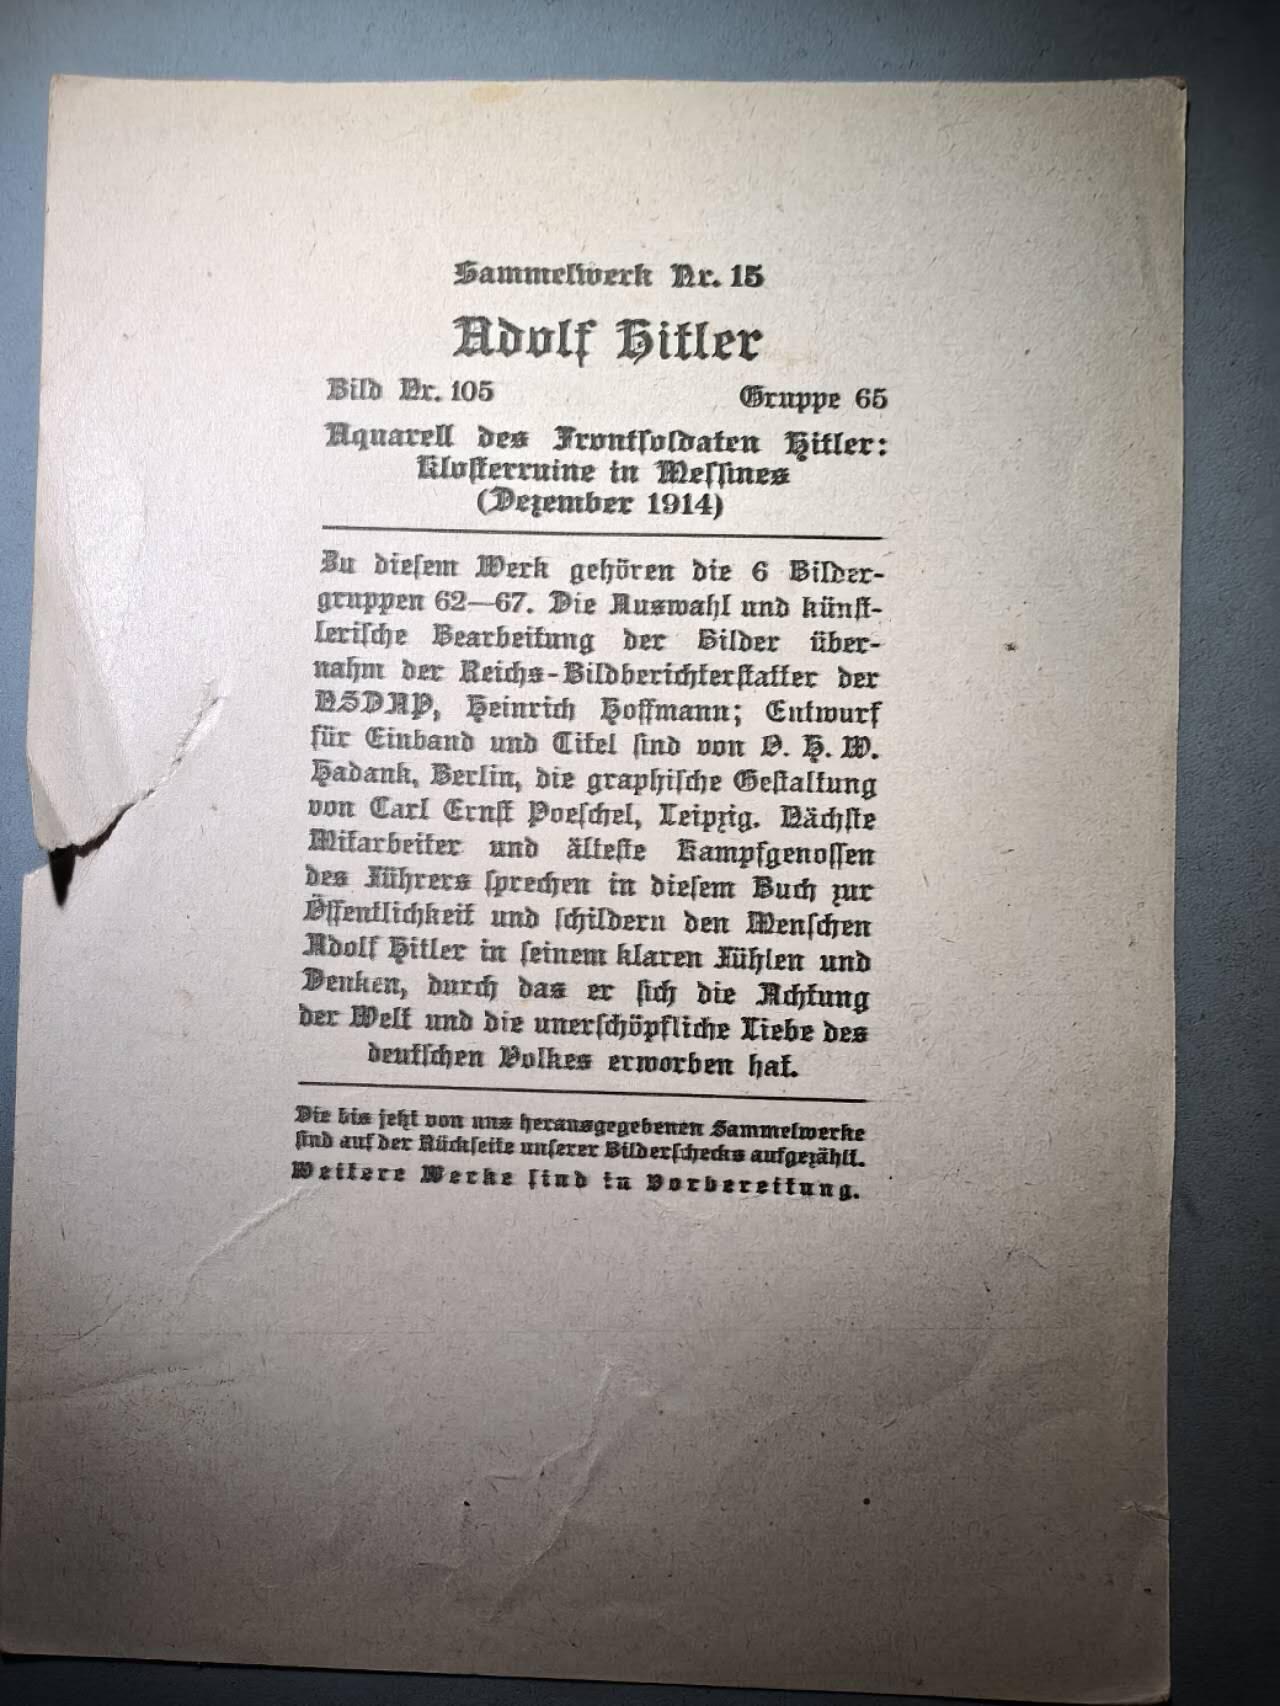 Sammelwerk Nr. 15
Adolf Hitler
Bild Nr. 105 Gruppe 65
Aquarell des Frontsoldaten Hitler:
Klosterruine in Messines
(Dezember 1914)
Zu diesem Werk gehören die 6 Bilder-
gruppen 62—67. Die Auswahl und künst-
lerische Bearbeitung der Bilder über-
nahm der Reichs-Bildberichterstatter der
NSDAP, Heinrich Hoffmann; Entwurf
für Einband und Titel sind von O. H. W.
Hadank, Berlin, die graphische Gestaltung
von Carl Ernst Poeschel, Leipzig. Nächste
Mitarbeiter und älteste Kampfgenossen
des Führers sprechen in diesem Buch zur
Öffentlichkeit und schildern den Menschen
Adolf Hitler in seinem klaren Fühlen und
Denken, durch das er sich die Achtung
der Welt und die unerschöpfliche Liebe des
deutschen Volkes erworben hat.
Die bis jetzt von uns herausgegebenen Sammelwerke
sind auf der Rückseite unserer Bilderschecks aufgezählt.
Weitere Werke sind in Vorbereitung.